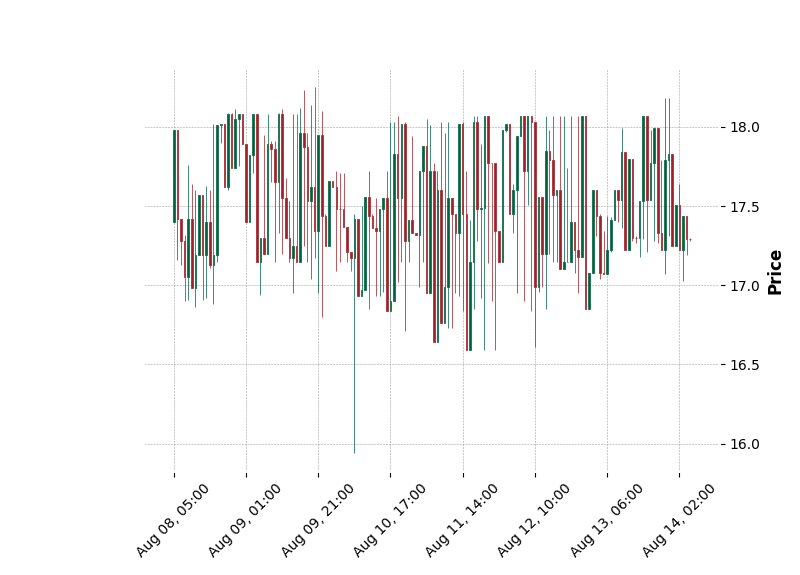 18.0
17.5
17.0
16.5
16.0
Price
Aug 08, 05:00
Aug 09, 01:00
Aug 09, 21:00
Aug 10, 17:00
Aug 11, 14:00
Aug 12, 10:00
Aug 13, 06:00
Aug 14, 02:00